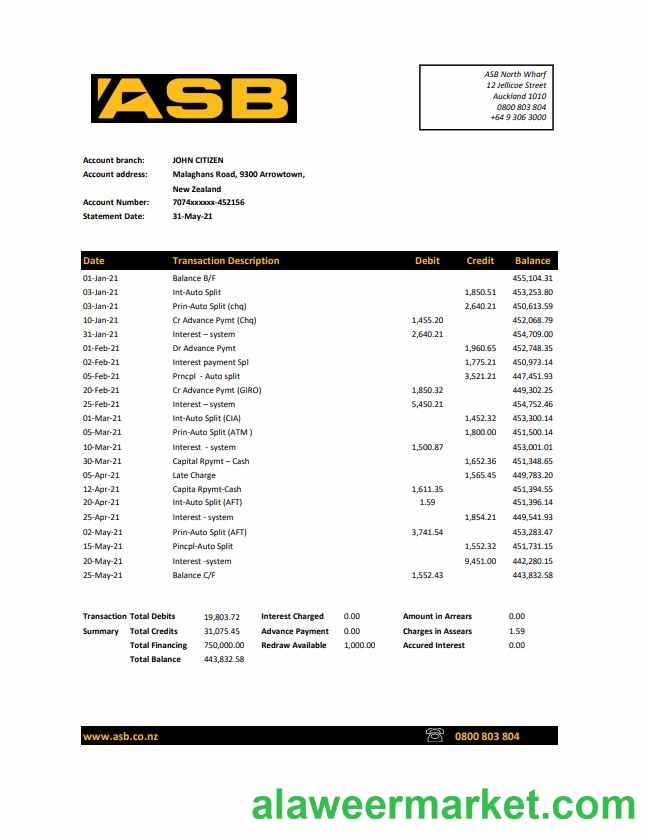 ASB
ASB North Wharf
12 Jellicoe Street
Auckland 1010
0800 803 804
+64 9 306 3000
Account branch: JOHN CITIZEN
Account address: Malaghans Road, 9300 Arrowtown,
New Zealand
Account Number: 7074xxxxxx-452156
Statement Date: 31-May-21
Date Transaction Description Debit Credit Balance
01-Jan-21 Balance B/F 455,104.31
03-Jan-21 Int-Auto Split 1,850.51 453,253.80
03-Jan-21 Prin-Auto Split (chq) 2,640.21 450,613.59
10-Jan-21 Cr Advance Pymt (Chq) 1,455.20 452,068.79
31-Jan-21 Interest – system 2,640.21 454,709.00
01-Feb-21 Dr Advance Pymt 1,960.65 452,748.35
02-Feb-21 Interest payment Spl 1,775.21 450,973.14
05-Feb-21 Prncpl - Auto split 3,521.21 447,451.93
20-Feb-21 Cr Advance Pymt (GIRO) 1,850.32 449,302.25
25-Feb-21 Interest – system 5,450.21 454,752.46
01-Mar-21 Int-Auto Split (CIA) 1,452.32 453,300.14
05-Mar-21 Prin-Auto Split (ATM ) 1,800.00 451,500.14
10-Mar-21 Interest - system 1,500.87 453,001.01
30-Mar-21 Capital Rpymt – Cash 1,652.36 451,348.65
05-Apr-21 Late Charge 1,565.45 449,783.20
12-Apr-21 Capita Rpymt-Cash 1,611.35 451,394.55
20-Apr-21 Int-Auto Split (AFT) 1.59 451,396.14
25-Apr-21 Interest - system 1,854.21 449,541.93
02-May-21 Prin-Auto Split (AFT) 3,741.54 453,283.47
15-May-21 Pincpl-Auto Split 1,552.32 451,731.15
20-May-21 Interest -system 9,451.00 442,280.15
25-May-21 Balance C/F 1,552.43 443,832.58
Transaction Total Debits 19,803.72 Interest Charged 0.00 Amount in Arrears 0.00
Summary Total Credits 31,075.45 Advance Payment 0.00 Charges in Assears 1.59
Total Financing 750,000.00 Redraw Available 1,000.00 Accured Interest 0.00
Total Balance 443,832.58
www.asb.co.nz 0800 803 804
alaweermarket.com